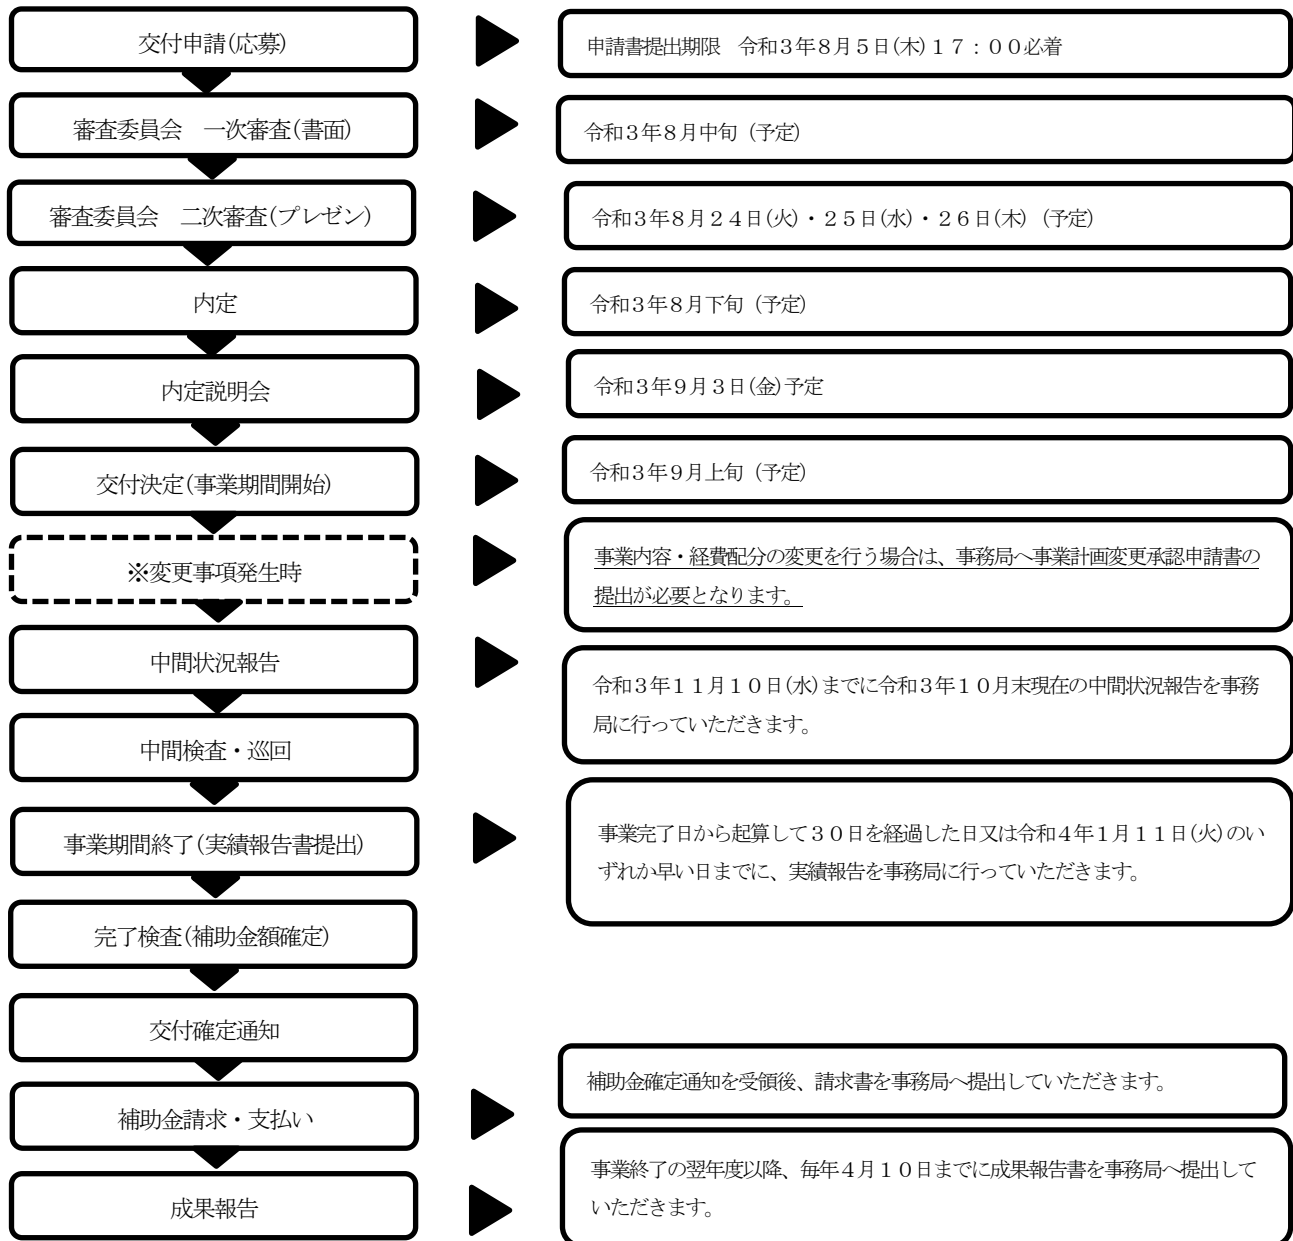 交付申請(応募)
申請書提出期限　令和３年８月５日(木)１７：００必着
審査委員会　一次審査(書面)
令和３年８月中旬（予定）
審査委員会　二次審査(プレゼン)
令和３年８月２４日(火)・２５日(水)・２６日(木)（予定）
内定
令和３年８月下旬（予定）
内定説明会
令和３年９月３日(金)予定
交付決定(事業期間開始)
令和３年９月上旬（予定）
※変更事項発生時
事業内容・経費配分の変更を行う場合は、事務局へ事業計画変更承認申請書の
提出が必要となります。
中間状況報告
令和３年１１月１０日(水)までに令和３年１０月末現在の中間状況報告を事務
局に行っていただきます。
中間検査・巡回
事業期間終了(実績報告書提出)
事業完了日から起算して３０日を経過した日又は令和４年１月１１日(火)のい
ずれか早い日までに、実績報告を事務局に行っていただきます。
完了検査(補助金額確定)
交付確定通知
補助金請求・支払い
補助金確定通知を受領後、請求書を事務局へ提出していただきます。
成果報告
事業終了の翌年度以降、毎年４月１０日までに成果報告書を事務局へ提出して
いただきます。